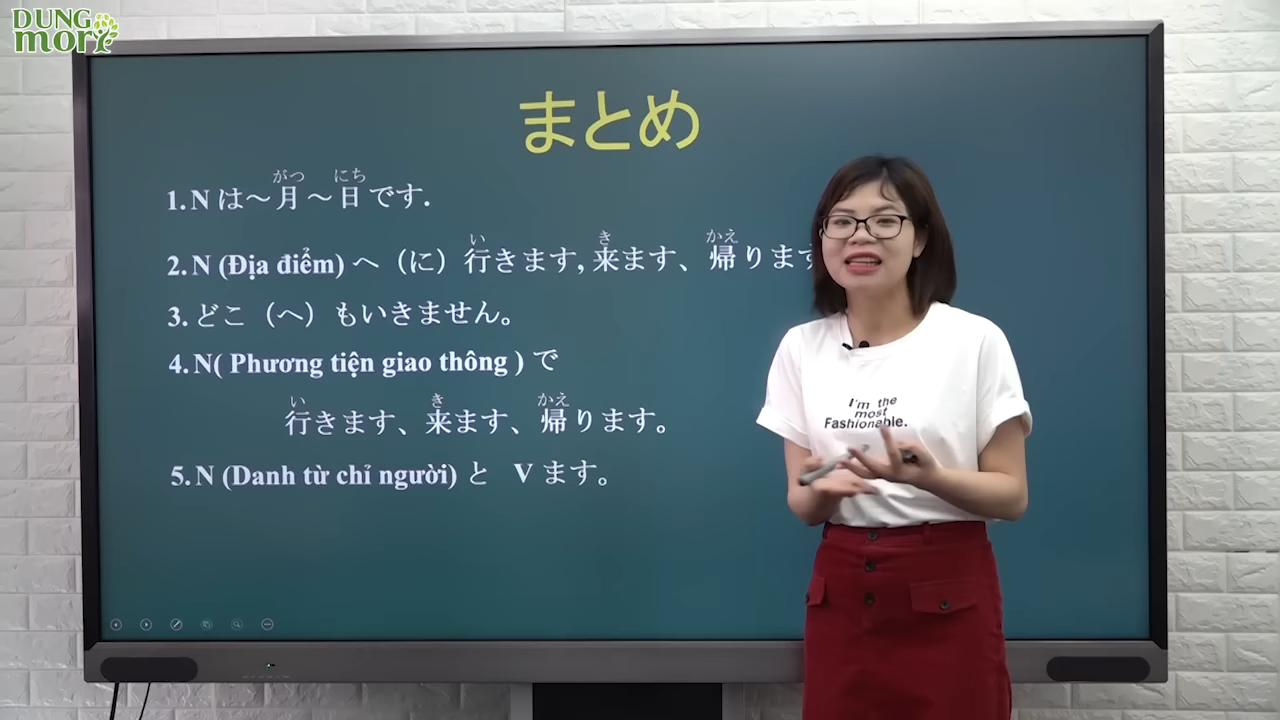 DUNG
mori
まとめ
がつ にち
1. N は～月～日です.
い き かえ
2. N (Địa điểm) へ（に）行きます, 来ます、帰ります
3. どこ（へ）もいきません。
4. N( Phương tiện giao thông ) で
い き かえ
行きます、来ます、帰ります。
5. N (Danh từ chỉ người) と V ます。
I'm the
most
Fashionable.